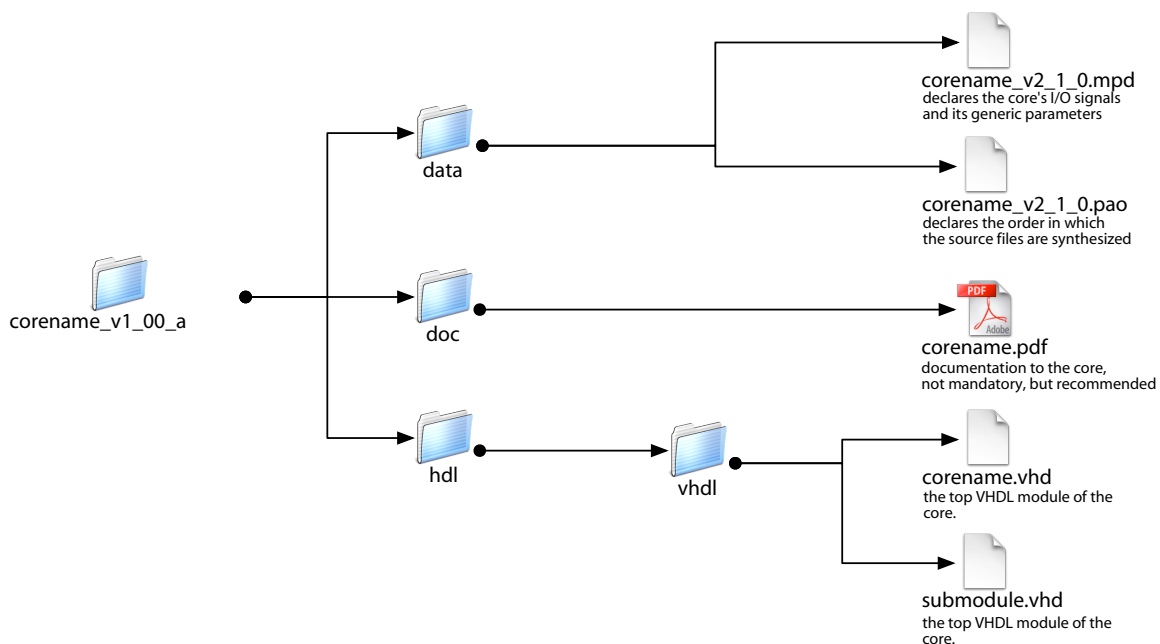 corename_v2_1_0.mpd
declares the core's I/O signals
and its generic parameters
data
corename_v2_1_0.pao
declares the order in which
the source files are synthesized
corename_v1_00_a
doc
PDF
Adobe
corename.pdf
documentation to the core,
not mandatory, but recommended
hdl
vhdl
corename.vhd
the top VHDL module of the
core.
submodule.vhd
the top VHDL module of the
core.